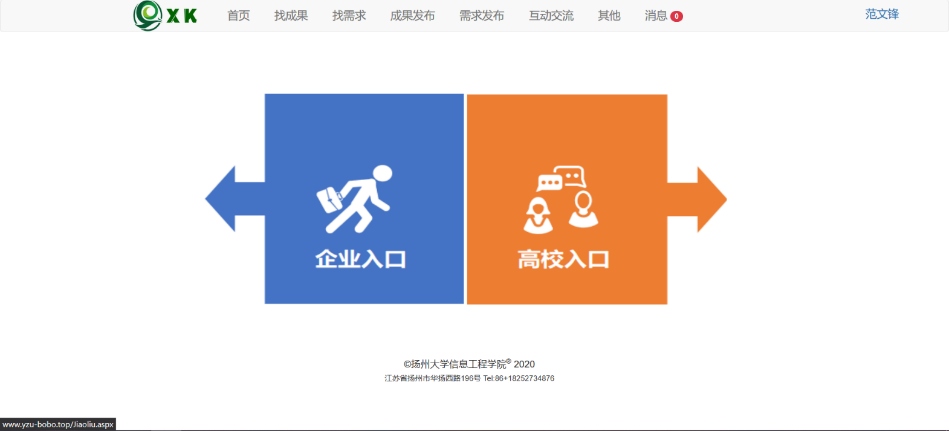 XK 首页 找成果 找需求 成果发布 需求发布 互动交流 其他 消息 0 范文锋
企业入口 高校入口
©扬州大学信息工程学院® 2020
江苏省扬州市华扬西路196号 Tel:86+18252734876
www.yzu-bobo.top/Jiaoliu.aspx